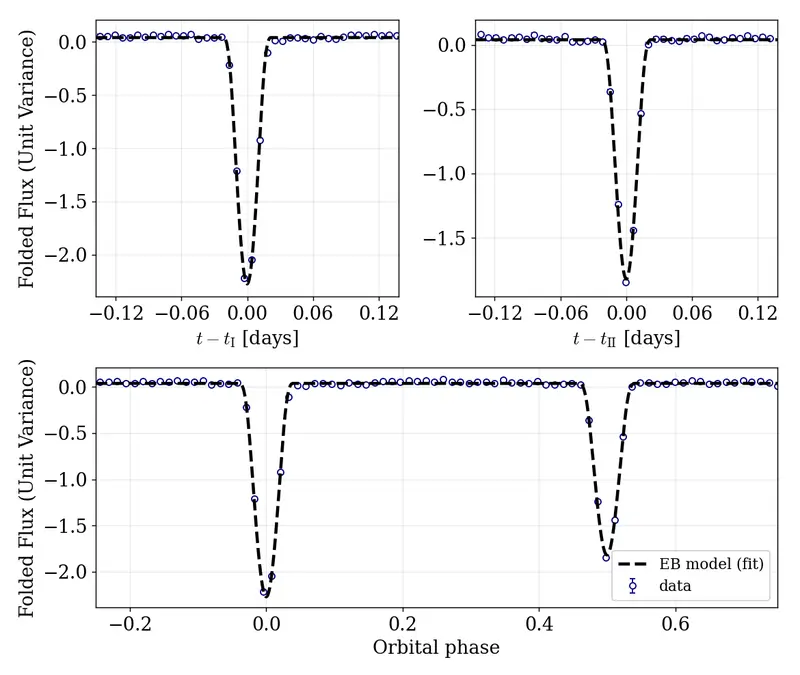 0.0
−0.5
−1.0
−1.5
−2.0
Folded Flux (Unit Variance)
−0.12 −0.06 0.00 0.06 0.12
t − tI [days]
0.0
−0.5
−1.0
−1.5
−0.12 −0.06 0.00 0.06 0.12
t − tII [days]
0.0
−0.5
−1.0
−1.5
−2.0
Folded Flux (Unit Variance)
EB model (fit)
data
−0.2 0.0 0.2 0.4 0.6
Orbital phase